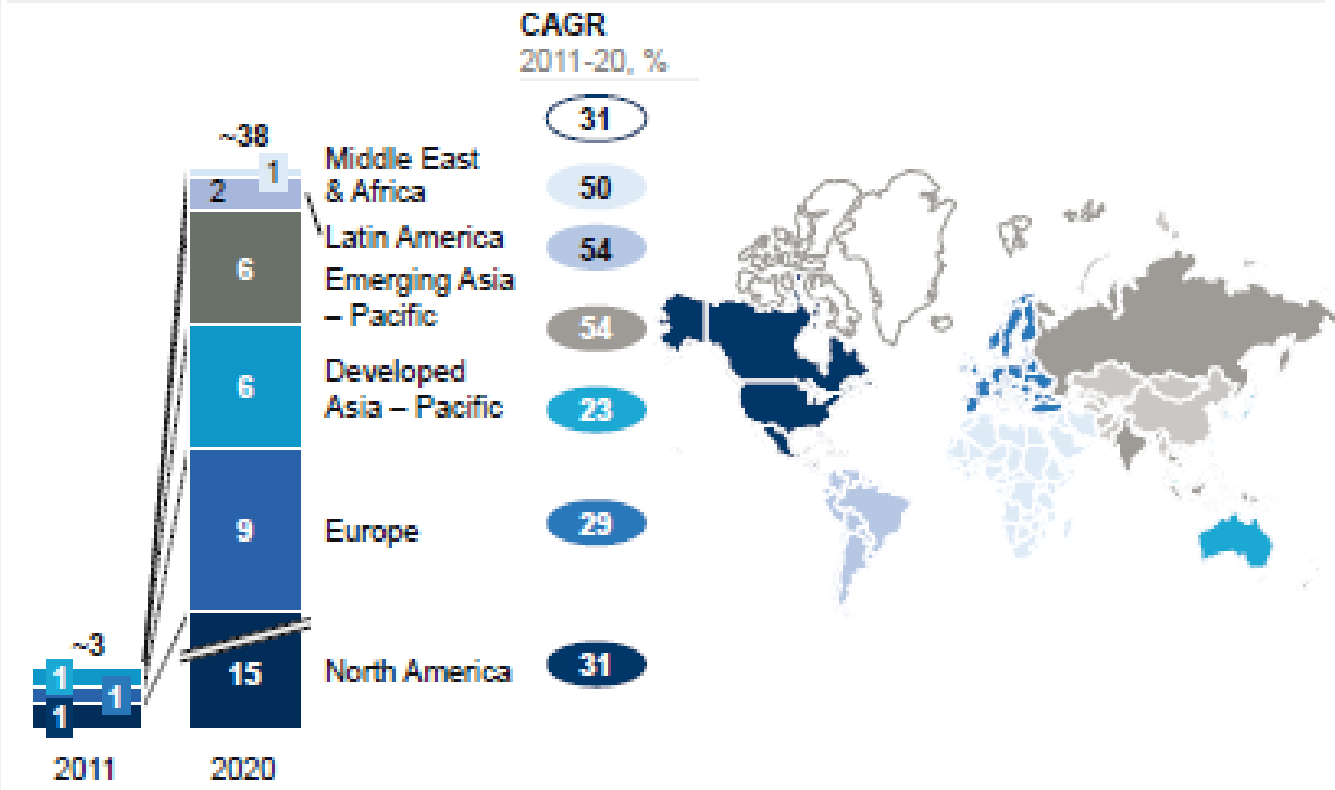 CAGR
2011-20, %
31
~38
1
Middle East
& Africa
50
2
Latin America
54
6
Emerging Asia
– Pacific
54
6
Developed
Asia – Pacific
23
9
Europe
29
~3
1
1
1
15
North America
31
2011
2020